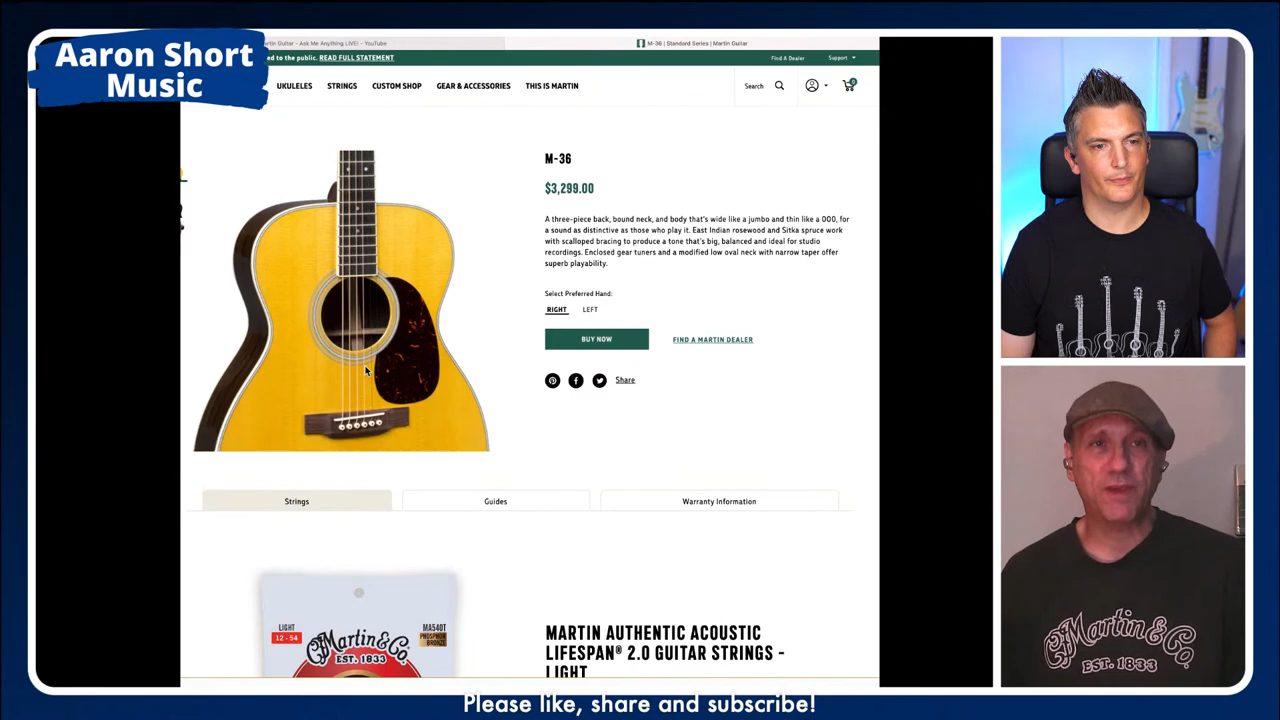 Aaron Short
Music
Martin Guitar - Ask Me Anything LIVE! - YouTube
M-36 | Standard Series | Martin Guitar
ed to the public. READ FULL STATEMENT
Find A Dealer
Support
UKULELES
STRINGS
CUSTOM SHOP
GEAR & ACCESSORIES
THIS IS MARTIN
Search
0
M-36
$3,299.00
A three-piece back, bound neck, and body that's wide like a jumbo and thin like a 000, for
a sound as distinctive as those who play it. East Indian rosewood and Sitka spruce work
with scalloped bracing to produce a tone that's big, balanced and ideal for studio
recordings. Enclosed gear tuners and a modified low oval neck with narrow taper offer
superb playability.
Select Preferred Hand:
RIGHT
LEFT
BUY NOW
FIND A MARTIN DEALER
Share
Strings
Guides
Warranty Information
LIGHT
12 - 54
MA540T
PHOSPHOR
BRONZE
Martin & Co.
EST. 1833
MARTIN AUTHENTIC ACOUSTIC
LIFESPAN® 2.0 GUITAR STRINGS -
LIGHT
Martin & Co
EST. 1833
Please like, share and subscribe!